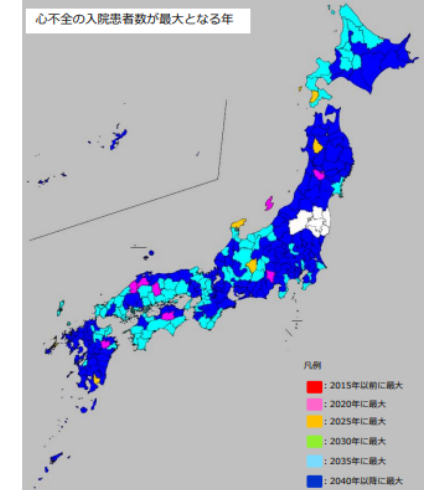 心不全の入院患者数が最大となる年
凡例
：2015年以前に最大
：2020年に最大
：2025年に最大
：2030年に最大
：2035年に最大
：2040年以降に最大